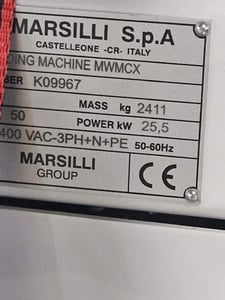 MARSILLI S.p.A
CASTELLEONE -CR- ITALY
DING MACHINE MWMCX
BER K09967
MASS kg 2411
50 POWER kW 25,5
400 VAC-3PH+N+PE 50-60Hz
MARSILLI
GROUP
CE